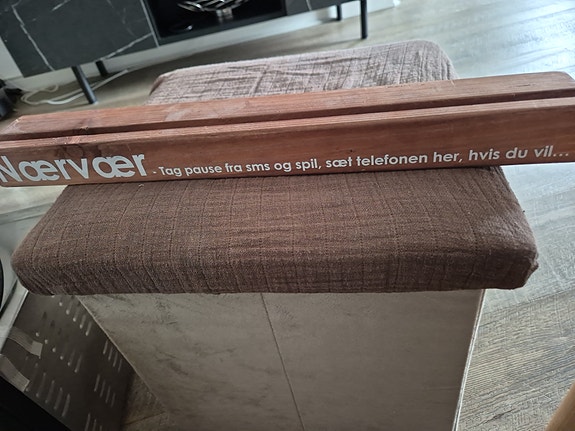 Nærvær - Tag pause fra sms og spil, sæt telefonen her, hvis du vil...